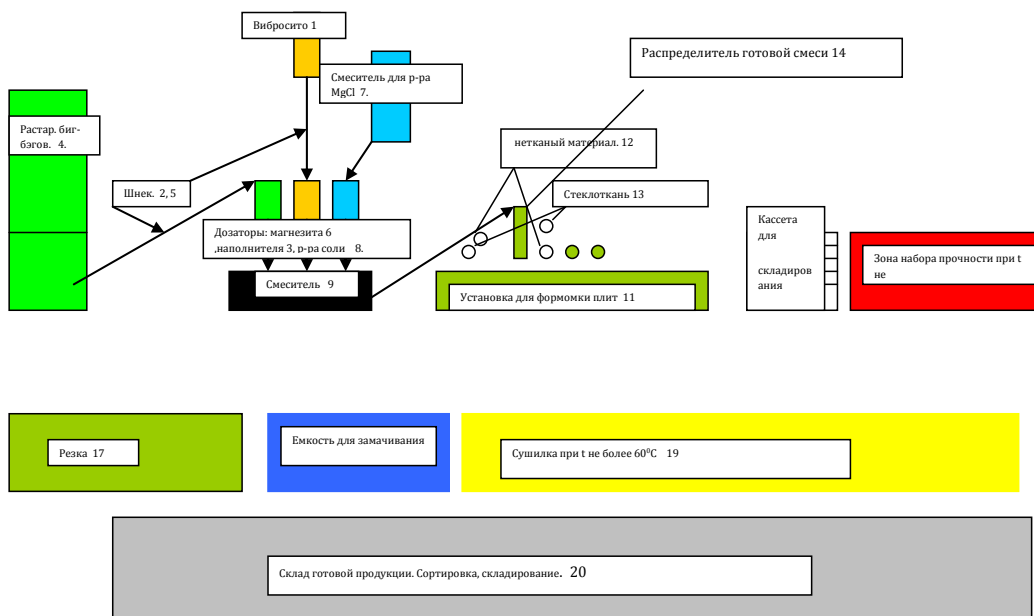 Вибросито 1
Распределитель готовой смеси 14
Смеситель для р-ра
MgCl 7.
Растар. биг-
бэгов. 4.
нетканый материал. 12
Шнек. 2, 5
Стеклоткань 13
Дозаторы: магнезита 6
,наполнителя 3, р-ра соли 8.
Кассета
для
складиров
ания
Зона набора прочности при t
не
Смеситель 9
Установка для формомки плит 11
Резка 17
Емкость для замачивания
Сушилка при t не более 60⁰С 19
Склад готовой продукции. Сортировка, складирование. 20